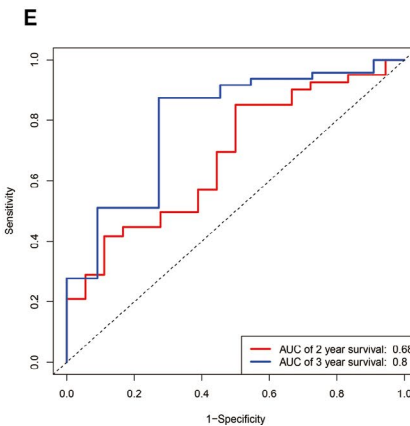 E
1.0
0.8
0.6
0.4
0.2
0.0
Sensitivity
AUC of 2 year survival: 0.68
AUC of 3 year survival: 0.8
0.0 0.2 0.4 0.6 0.8 1.0
1-Specificity